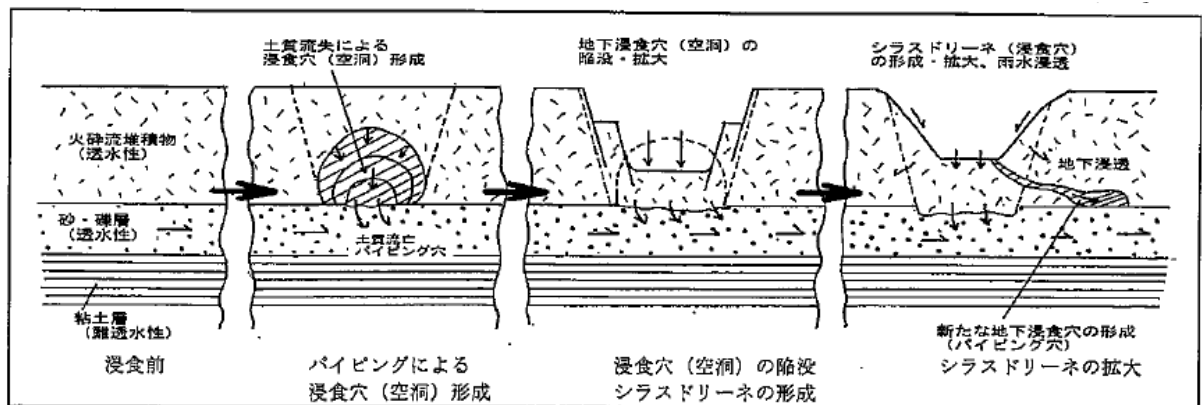 土質流失による
浸食穴（空洞）形成
地下浸食穴（空洞）の
陥没・拡大
シラスドリーネ（浸食穴）
の形成・拡大、雨水浸透
火砕流堆積物
（透水性）
地下浸透
砂・礫層
（透水性）
土質流亡
パイピング穴
粘土層
（難透水性）
新たな地下浸食穴の形成
（パイピング穴）
浸食前
パイピングによる
浸食穴（空洞）形成
浸食穴（空洞）の陥没
シラスドリーネの形成
シラスドリーネの拡大